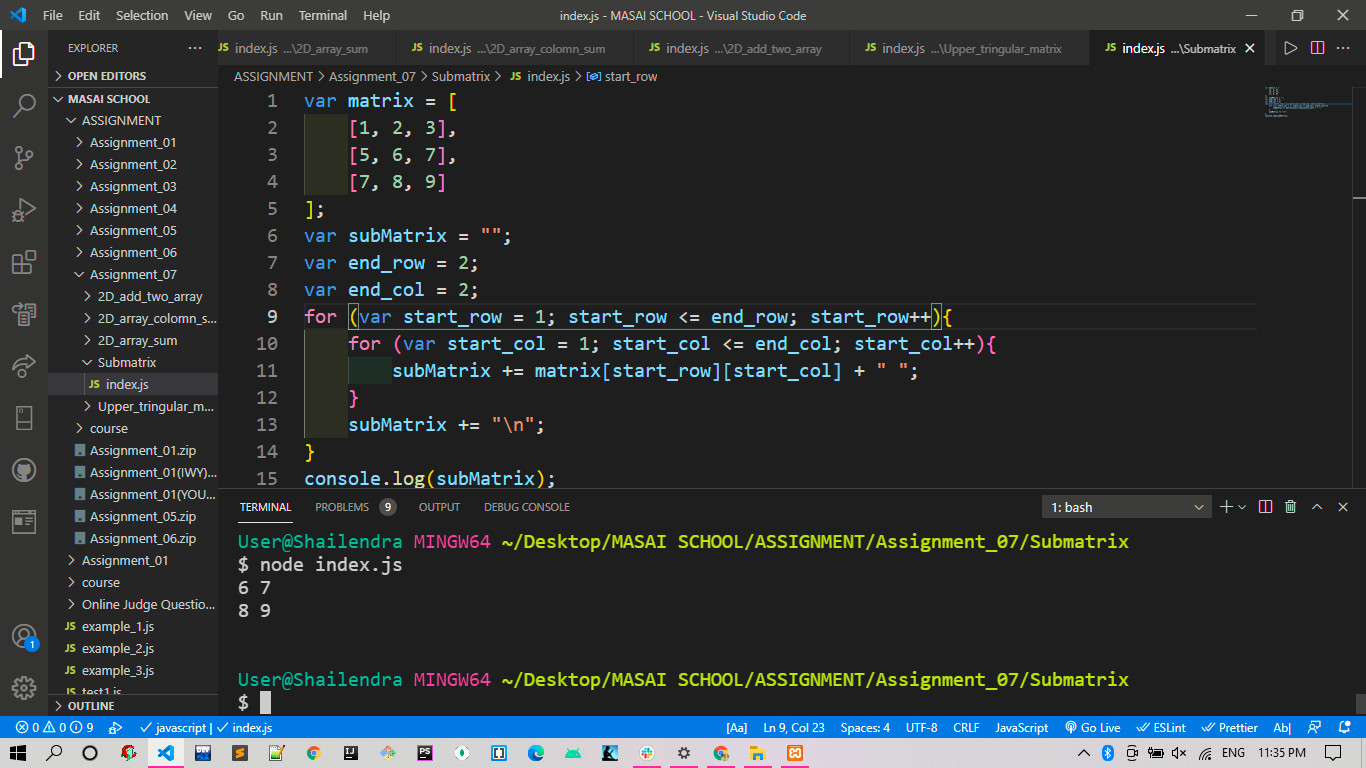 File Edit Selection View Go Run Terminal Help
index.js - MASAI SCHOOL - Visual Studio Code
EXPLORER
OPEN EDITORS
MASAI SCHOOL
ASSIGNMENT
Assignment_01
Assignment_02
Assignment_03
Assignment_04
Assignment_05
Assignment_06
Assignment_07
2D_add_two_array
2D_array_colomn_s...
2D_array_sum
Submatrix
JS index.js
Upper_tringular_m...
course
Assignment_01.zip
Assignment_01(IWY)...
Assignment_01(YOU...
Assignment_05.zip
Assignment_06.zip
Assignment_01
course
Online Judge Questio...
JS example_1.js
JS example_2.js
JS example_3.js
JS test1.js
OUTLINE
JS index.js ...\2D_array_sum
JS index.js ...\2D_array_colomn_sum
JS index.js ...\2D_add_two_array
JS index.js ...\Upper_tringular_matrix
JS index.js ...\Submatrix
ASSIGNMENT > Assignment_07 > Submatrix > JS index.js > start_row
1 var matrix = [
2 [1, 2, 3],
3 [5, 6, 7],
4 [7, 8, 9]
5 ];
6 var subMatrix = "";
7 var end_row = 2;
8 var end_col = 2;
9 for (var start_row = 1; start_row <= end_row; start_row++){
10 for (var start_col = 1; start_col <= end_col; start_col++){
11 subMatrix += matrix[start_row][start_col] + " ";
12 }
13 subMatrix += "\n";
14 }
15 console.log(subMatrix);
TERMINAL PROBLEMS 9 OUTPUT DEBUG CONSOLE
1: bash
User@Shailendra MINGW64 ~/Desktop/MASAI SCHOOL/ASSIGNMENT/Assignment_07/Submatrix
$ node index.js
6 7
8 9
User@Shailendra MINGW64 ~/Desktop/MASAI SCHOOL/ASSIGNMENT/Assignment_07/Submatrix
$
1
0 0 9 javascript | index.js
[Aa] Ln 9, Col 23 Spaces: 4 UTF-8 CRLF JavaScript Go Live ESLint Prettier Ab|
IJ PS
ENG 11:35 PM